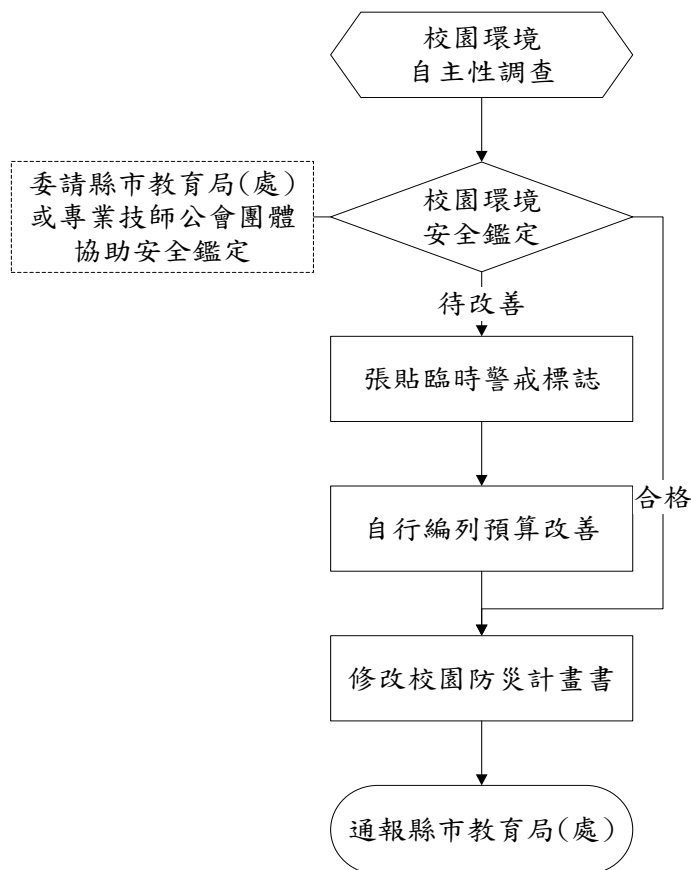 校園環境
自主性調查
委請縣市教育局(處)
或專業技師公會團體
協助安全鑑定
校園環境
安全鑑定
待改善
張貼臨時警戒標誌
自行編列預算改善
合格
修改校園防災計畫書
通報縣市教育局(處)